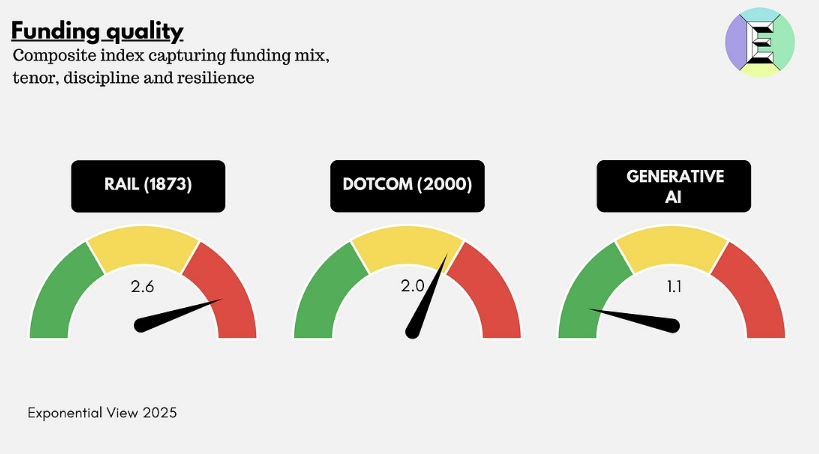 Funding quality
Composite index capturing funding mix,
tenor, discipline and resilience
E
RAIL (1873)
DOTCOM (2000)
GENERATIVE
AI
2.6
2.0
1.1
Exponential View 2025